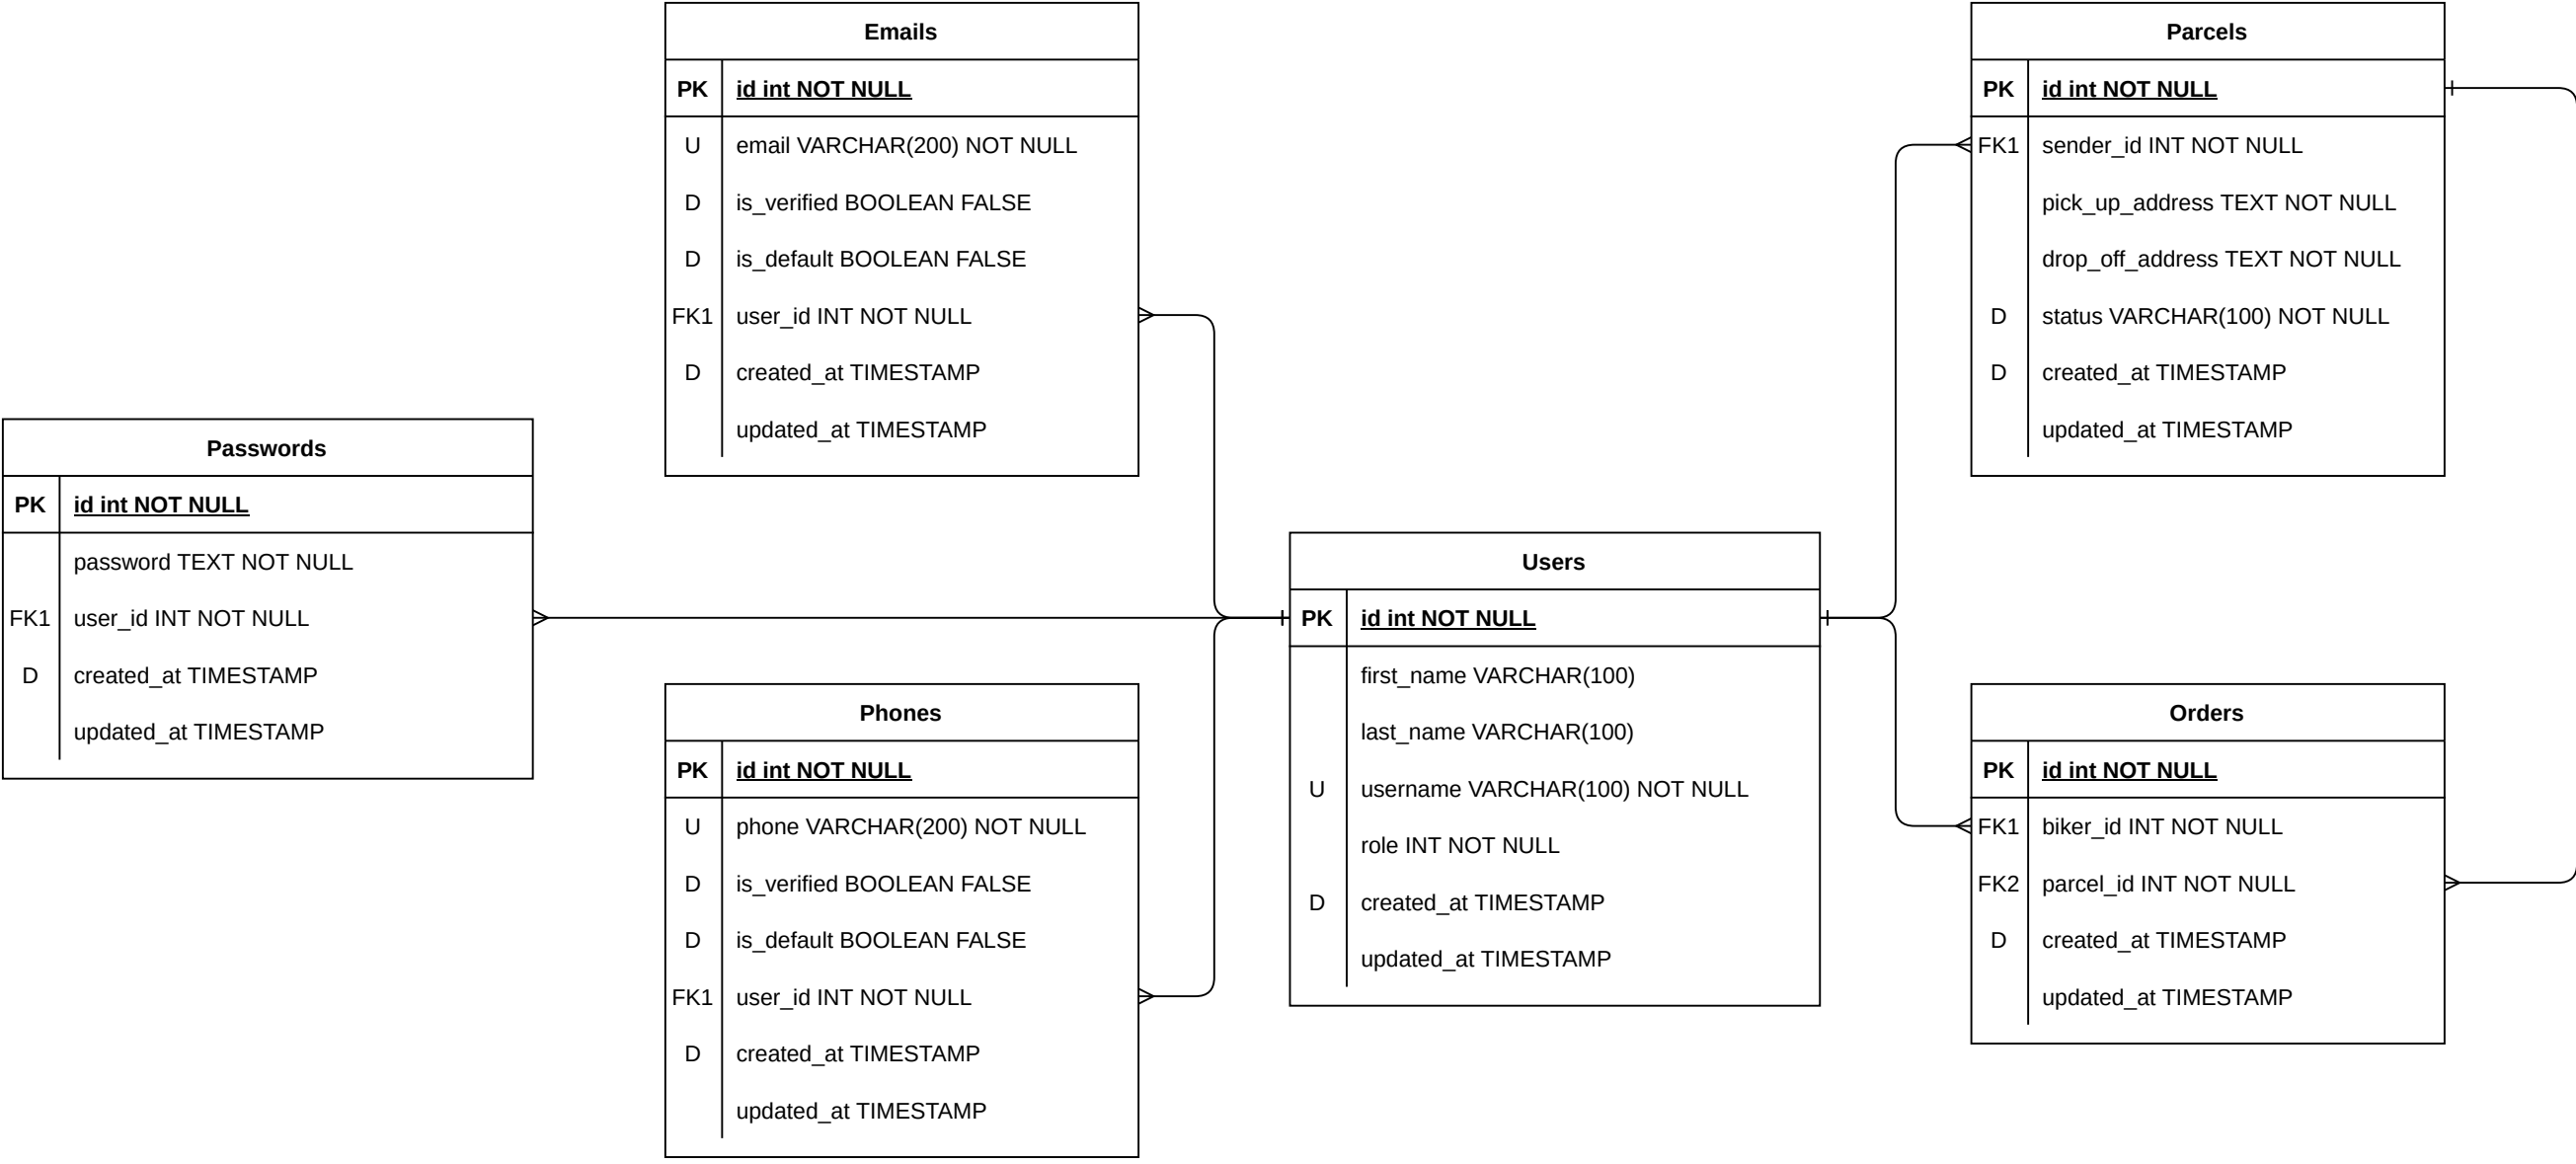 Emails
PK id int NOT NULL
U email VARCHAR(200) NOT NULL
D is_verified BOOLEAN FALSE
D is_default BOOLEAN FALSE
FK1 user_id INT NOT NULL
D created_at TIMESTAMP
updated_at TIMESTAMP
Parcels
PK id int NOT NULL
FK1 sender_id INT NOT NULL
pick_up_address TEXT NOT NULL
drop_off_address TEXT NOT NULL
D status VARCHAR(100) NOT NULL
D created_at TIMESTAMP
updated_at TIMESTAMP
Passwords
PK id int NOT NULL
password TEXT NOT NULL
FK1 user_id INT NOT NULL
D created_at TIMESTAMP
updated_at TIMESTAMP
Users
PK id int NOT NULL
first_name VARCHAR(100)
last_name VARCHAR(100)
U username VARCHAR(100) NOT NULL
role INT NOT NULL
D created_at TIMESTAMP
updated_at TIMESTAMP
Phones
PK id int NOT NULL
U phone VARCHAR(200) NOT NULL
D is_verified BOOLEAN FALSE
D is_default BOOLEAN FALSE
FK1 user_id INT NOT NULL
D created_at TIMESTAMP
updated_at TIMESTAMP
Orders
PK id int NOT NULL
FK1 biker_id INT NOT NULL
FK2 parcel_id INT NOT NULL
D created_at TIMESTAMP
updated_at TIMESTAMP